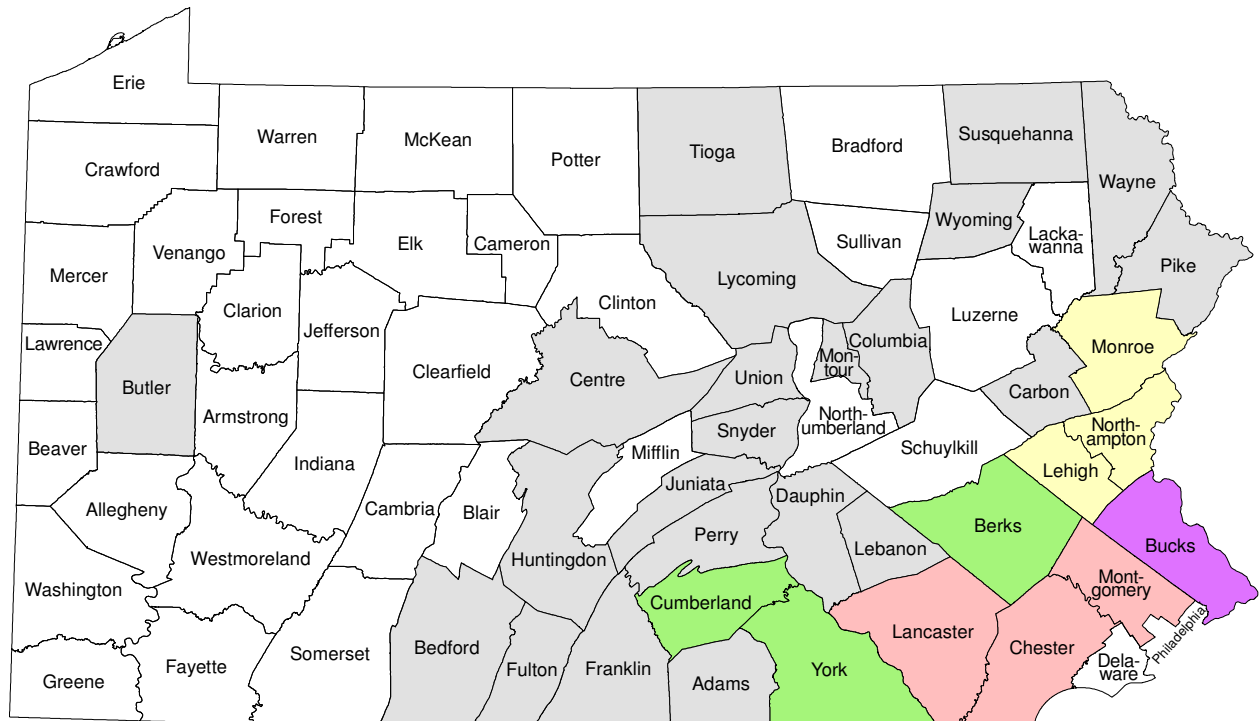 Erie
Warren
McKean
Potter
Tioga
Bradford
Susquehanna
Wayne
Crawford
Forest
Venango
Elk
Cameron
Wyoming
Lacka-
wanna
Sullivan
Pike
Mercer
Clarion
Jefferson
Clinton
Lycoming
Luzerne
Lawrence
Butler
Clearfield
Centre
Union
Mon-
tour
Columbia
Monroe
Carbon
Armstrong
Beaver
Indiana
Mifflin
Snyder
North-
umberland
Schuylkill
North-
ampton
Lehigh
Allegheny
Cambria
Blair
Juniata
Dauphin
Berks
Bucks
Westmoreland
Huntingdon
Perry
Lebanon
Washington
Cumberland
Mont-
gomery
Bedford
Somerset
Fulton
Franklin
Adams
York
Lancaster
Chester
Dela-
ware
Philadelphia
Fayette
Greene